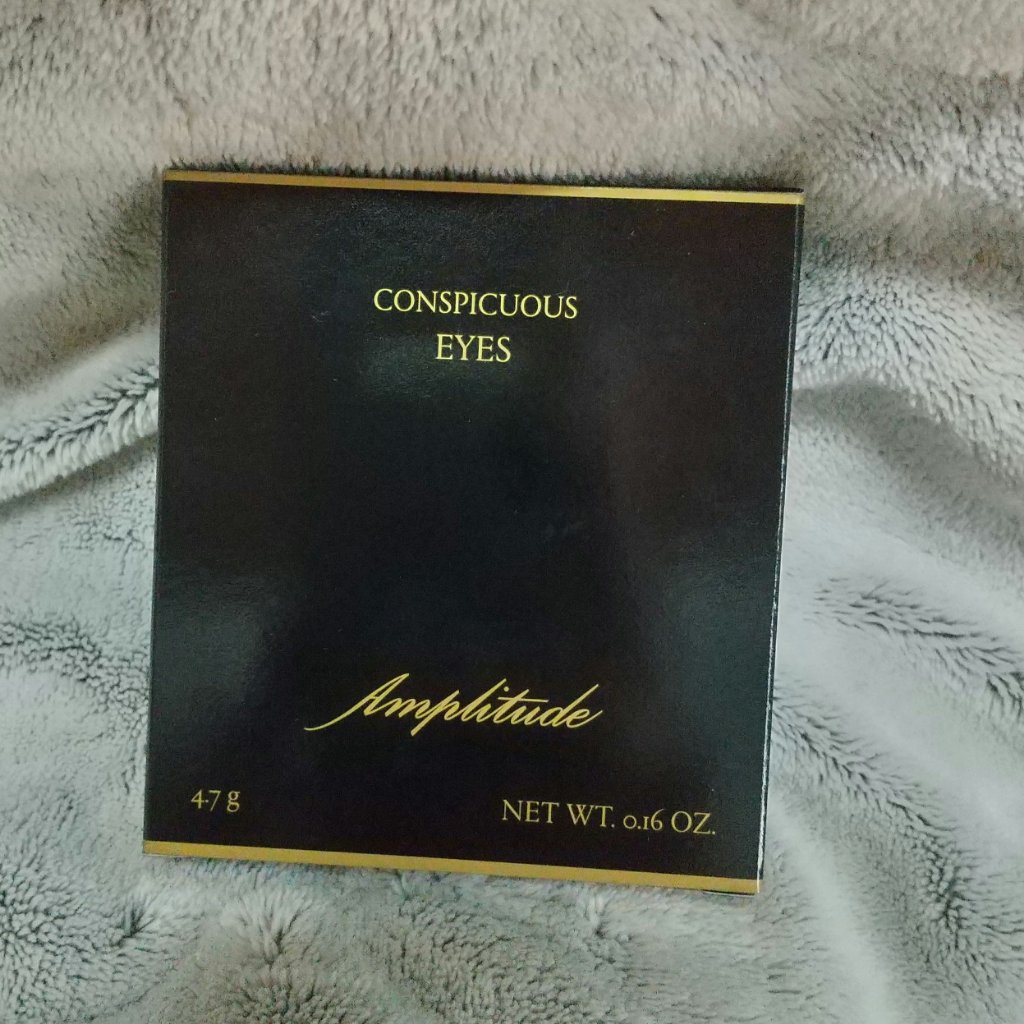 CONSPICUOUS
EYES
Amplitude
4.7 g
NET WT. 0.16 OZ.